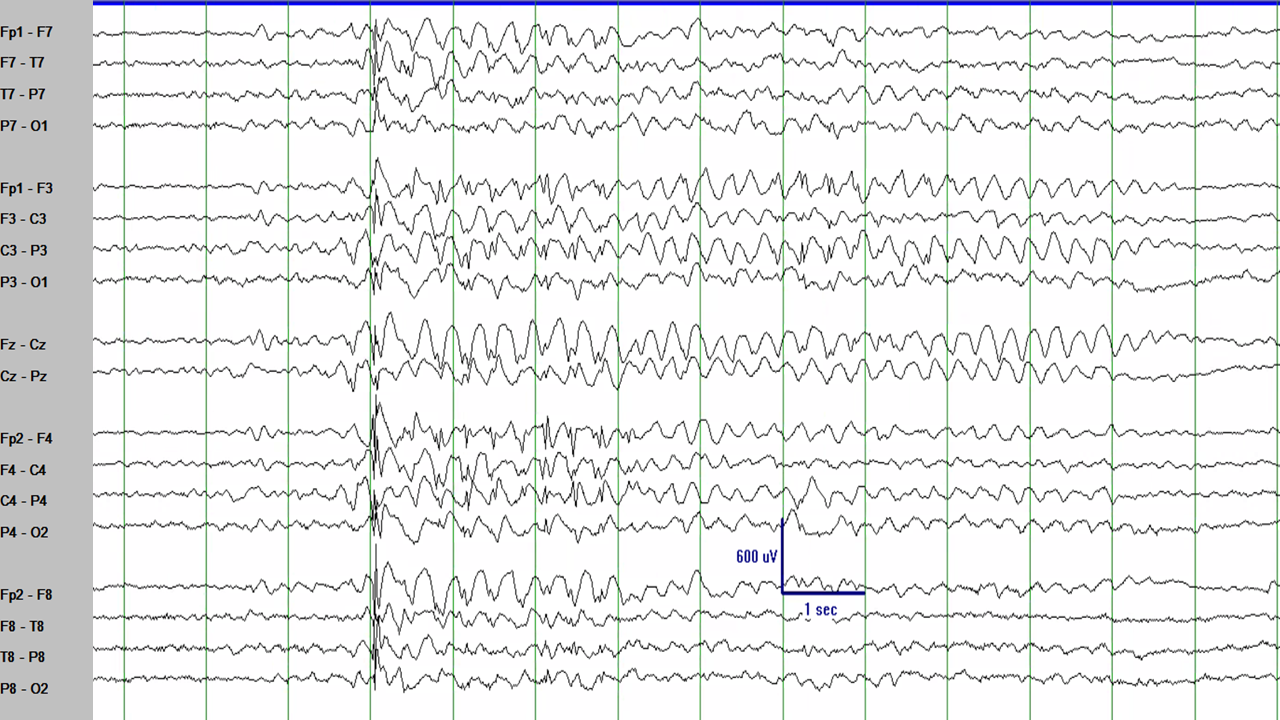 Fp1 - F7
F7 - T7
T7 - P7
P7 - O1
Fp1 - F3
F3 - C3
C3 - P3
P3 - O1
Fz - Cz
Cz - Pz
Fp2 - F4
F4 - C4
C4 - P4
P4 - O2
600 uV
Fp2 - F8
1 sec
F8 - T8
T8 - P8
P8 - O2